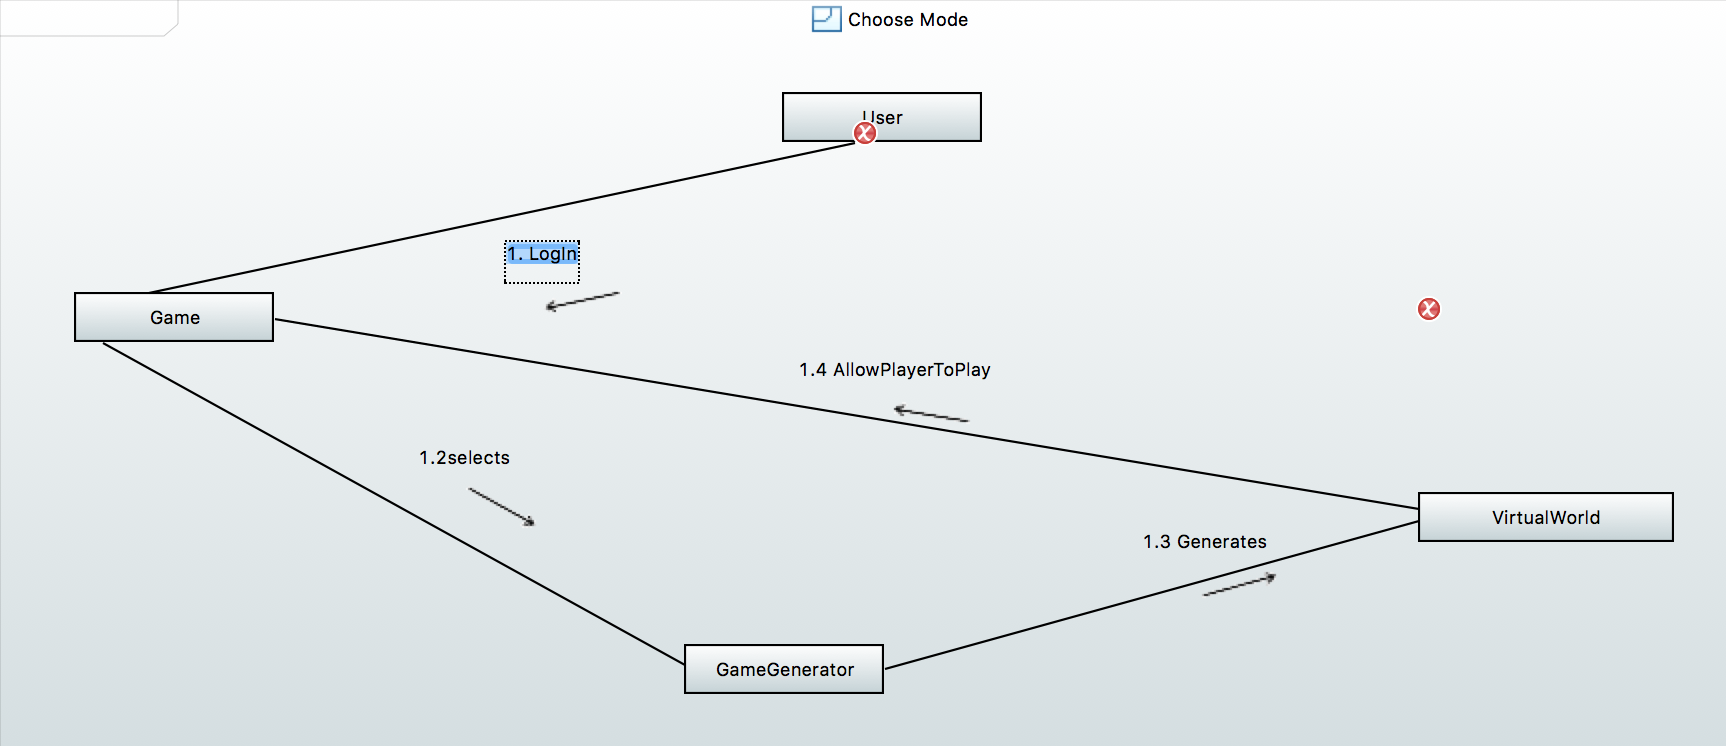 Choose Mode
User
1. LogIn
Game
1.4 AllowPlayerToPlay
1.2selects
VirtualWorld
1.3 Generates
GameGenerator